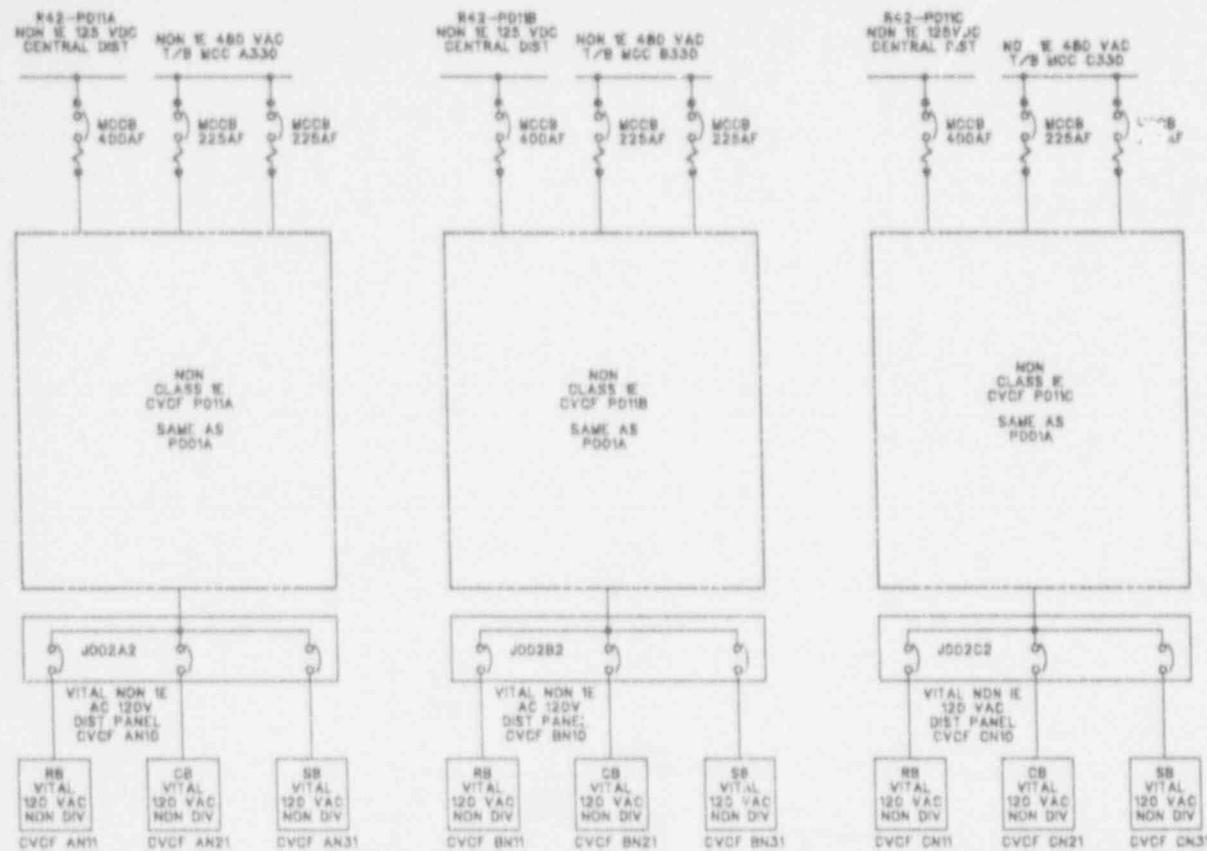 R42-P011A
NON 1E 125 VDC
CENTRAL DIST
NON 1E 480 VAC
T/B MCC A330
MCCB
400AF
MCCB
225AF
MCCB
225AF
NON
CLASS 1E
CVCF P011A
SAME AS
P001A
J002A2
VITAL NON 1E
AC 120V
DIST PANEL
CVCF AN10
RB
VITAL
120 VAC
NON DIV
CVCF AN11
CB
VITAL
120 VAC
NON DIV
CVCF AN21
SB
VITAL
120 VAC
NON DIV
CVCF AN31
R42-P011B
NON 1E 125 VDC
CENTRAL DIST
NON 1E 480 VAC
T/B MCC B330
MCCB
400AF
MCCB
225AF
MCCB
225AF
NON
CLASS 1E
CVCF P011B
SAME AS
P001A
J002B2
VITAL NON 1E
AC 120V
DIST PANEL
CVCF BN10
RB
VITAL
120 VAC
NON DIV
CVCF BN11
CB
VITAL
120 VAC
NON DIV
CVCF BN21
SB
VITAL
120 VAC
NON DIV
CVCF BN31
R42-P011C
NON 1E 125VDC
CENTRAL DIST
1E 480 VAC
T/B MCC C330
MCCB
400AF
MCCB
225AF
AF
NON
CLASS 1E
CVCF P011C
SAME AS
P001A
J002C2
VITAL NON 1E
120 VAC
DIST PANEL
CVCF CN10
RB
VITAL
120 VAC
NON DIV
CVCF CN11
CB
VITAL
120 VAC
NON DIV
CVCF CN21
SB
VITAL
120 VAC
NON DIV
CVCF CN31